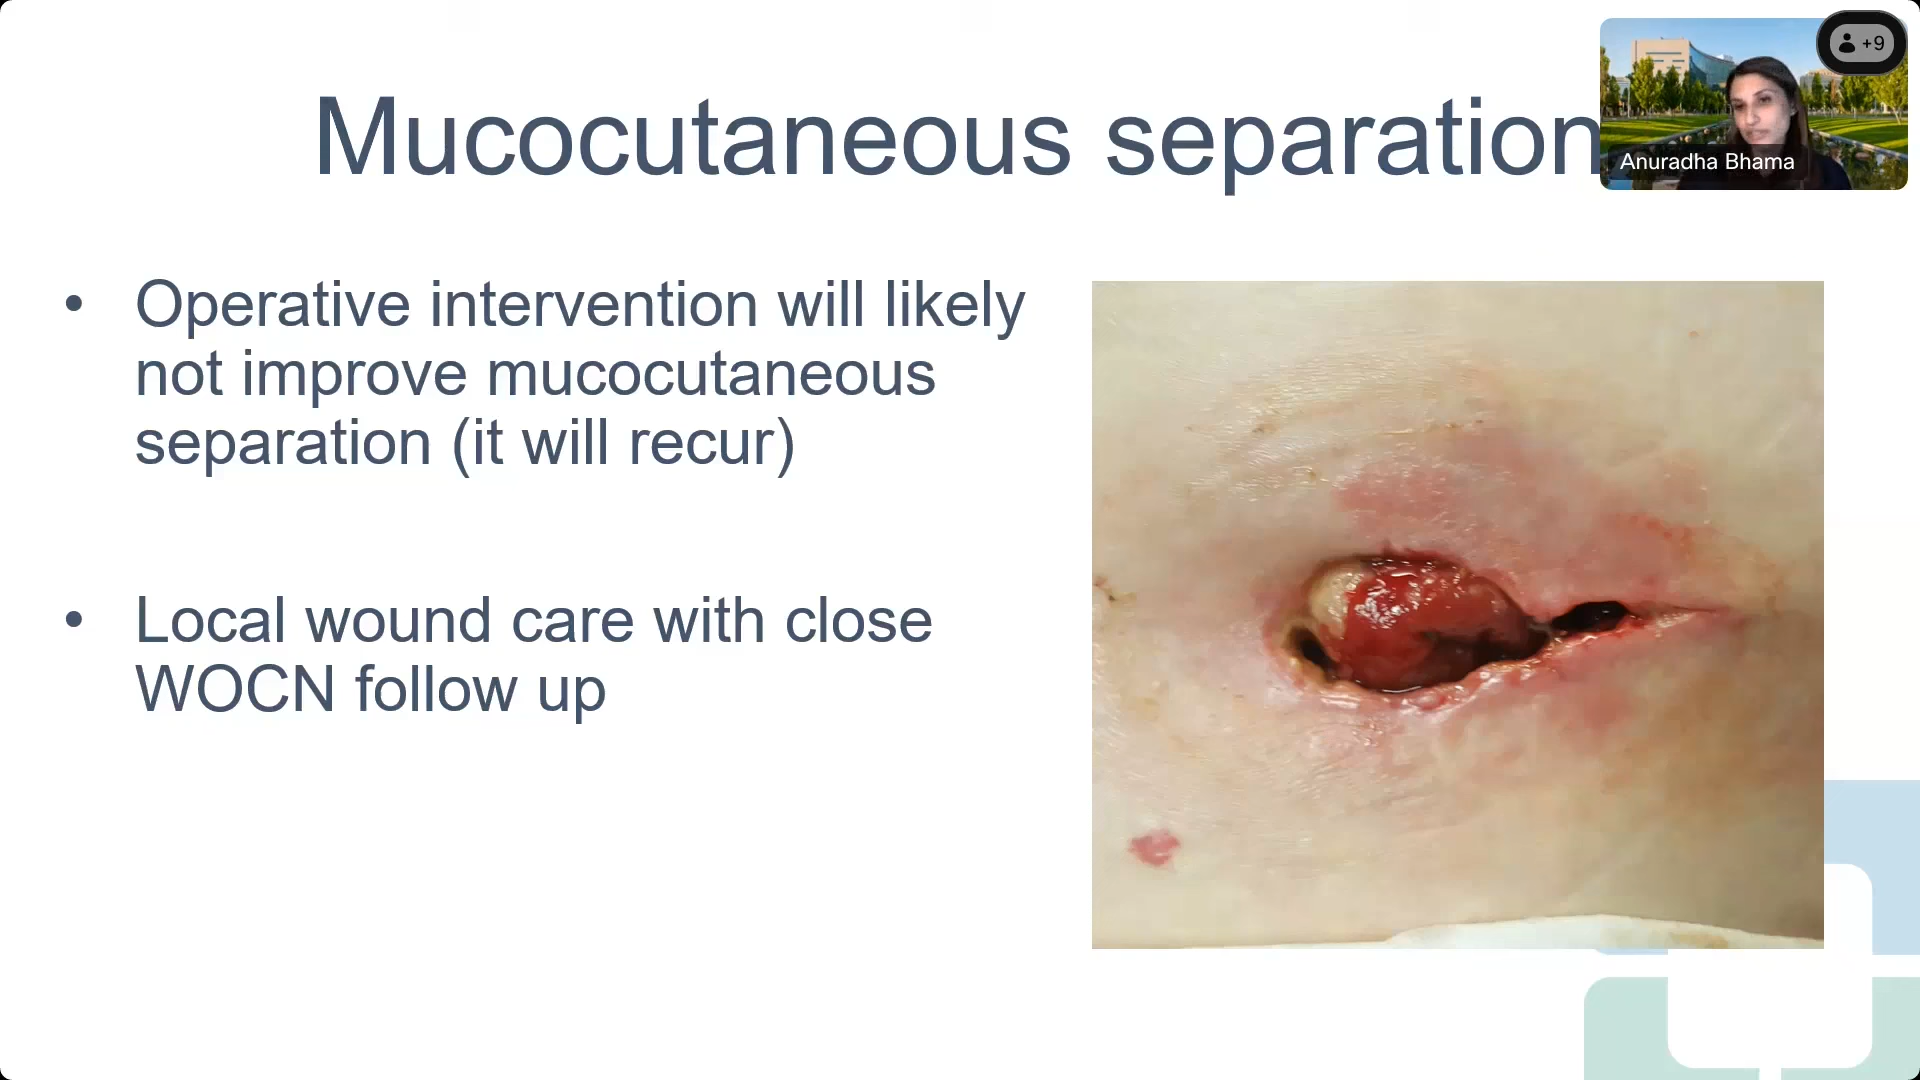 Mucocutaneous separation
+9
Anuradha Bhama
• Operative intervention will likely
not improve mucocutaneous
separation (it will recur)
• Local wound care with close
WOCN follow up